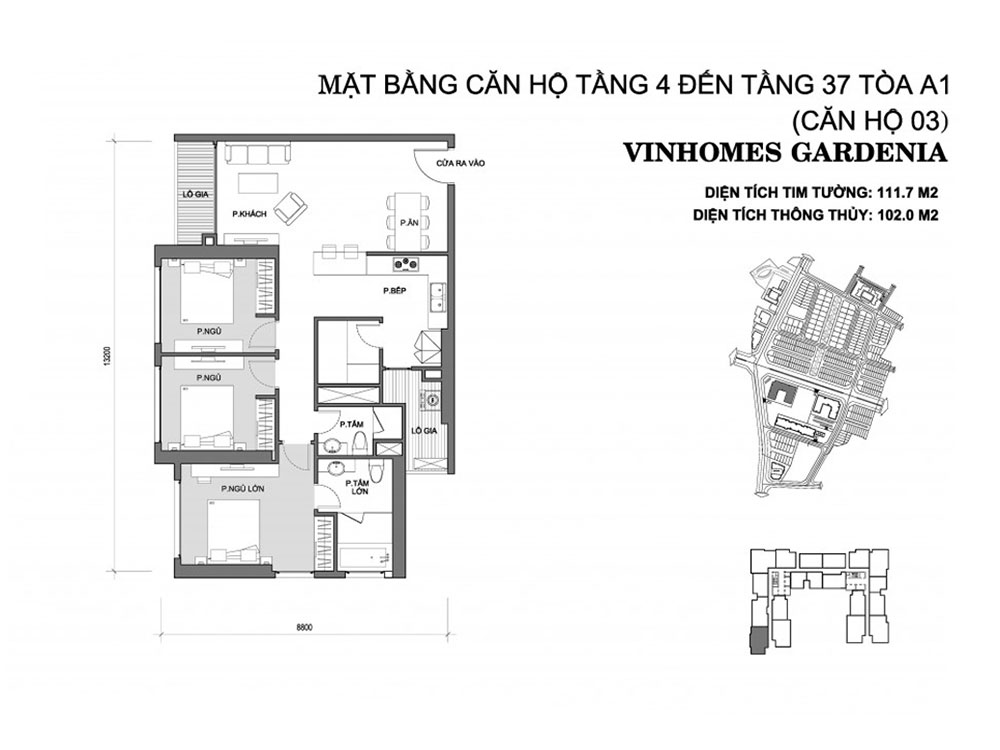 MẶT BẰNG CĂN HỘ TẦNG 4 ĐẾN TẦNG 37 TÒA A1
(CĂN HỘ 03)
VINHOMES GARDENIA
DIỆN TÍCH TIM TƯỜNG: 111.7 M2
DIỆN TÍCH THÔNG THỦY: 102.0 M2
CỬA RA VÀO
LÔ GIA
P.KHÁCH
P.ĂN
P.BẾP
P.NGỦ
13200
P.NGỦ
P.TẮM
LÔ GIA
P.NGỦ LỚN
P.TẮM
LỚN
8800